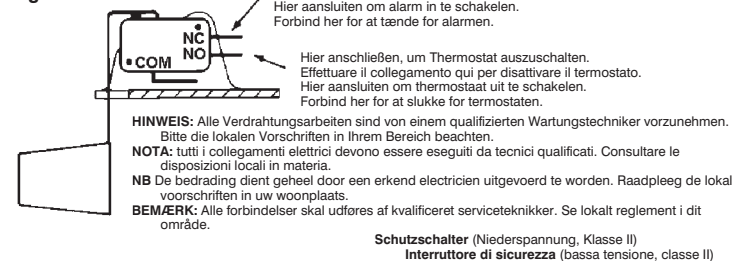 Hier aansluiten om alarm in te schakelen.
Forbind her for at tænde for alarmen.
NC
NO
COM
Hier anschließen, um Thermostat auszuschalten.
Effettuare il collegamento qui per disattivare il termostato.
Hier aansluiten om thermostaat uit te schakelen.
Forbind her for at slukke for termostaten.
HINWEIS: Alle Verdrahtungsarbeiten sind von einem qualifizierten Wartungstechniker vorzunehmen.
Bitte die lokalen Vorschriften in Ihrem Bereich beachten.
NOTA: tutti i collegamenti elettrici devono essere eseguiti da tecnici qualificati. Consultare le
disposizioni locali in materia.
NB De bedrading dient geheel door een erkend electricien uitgevoerd te worden. Raadpleeg de lokal
voorschriften in uw woonplaats.
BEMÆRK: Alle forbindelser skal udføres af kvalificeret serviceteknikker. Se lokalt reglement i dit
område.
Schutzschalter (Niederspannung, Klasse II)
Interruttore di sicurezza (bassa tensione, classe II)